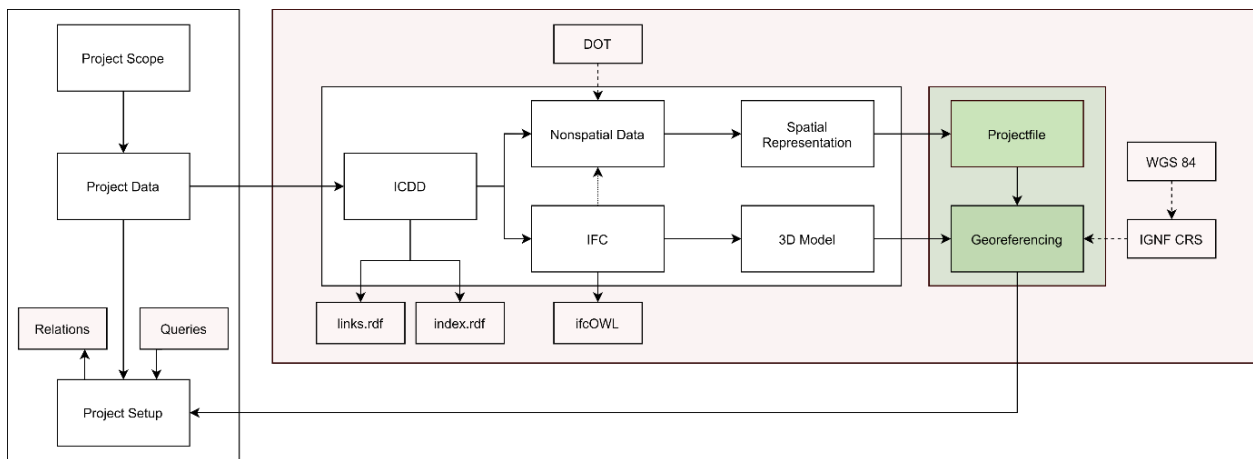 Project Scope
DOT
Nonspatial Data
Spatial
Representation
Projectfile
WGS 84
Project Data
ICDD
IFC
3D Model
Georeferencing
IGNF CRS
links.rdf
index.rdf
ifcOWL
Relations
Queries
Project Setup